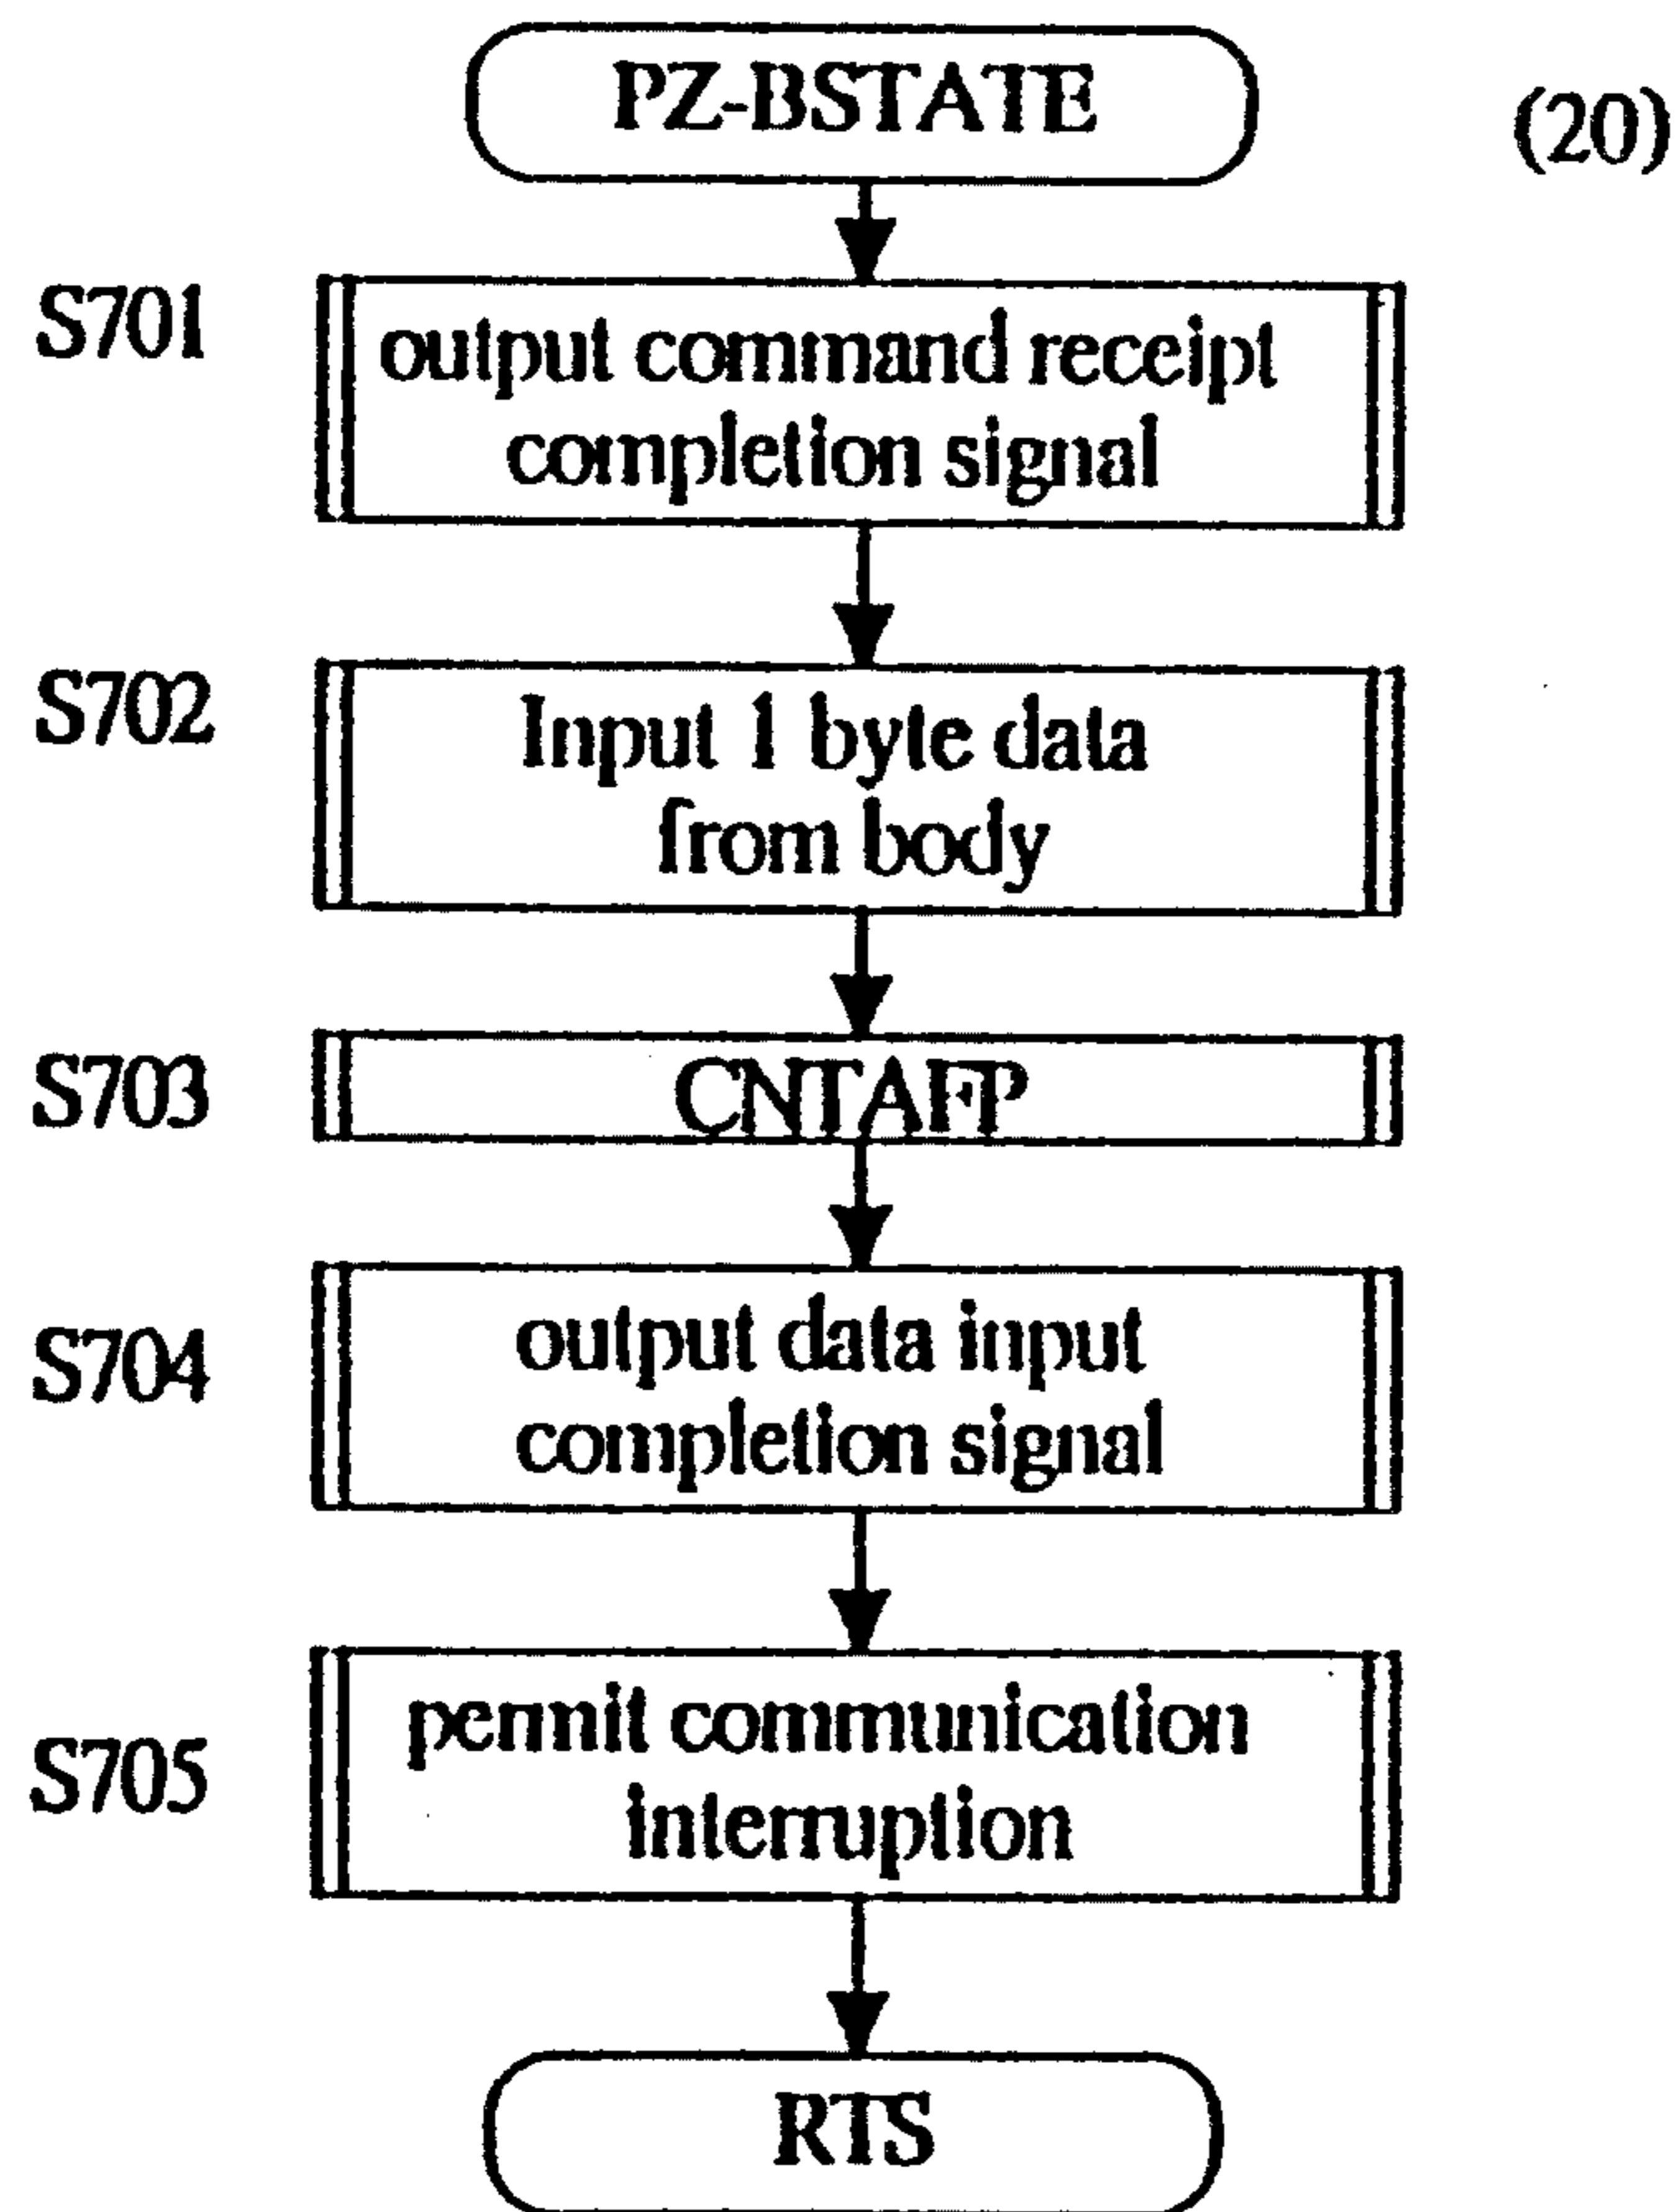 PZ-BSTATE
(20)
S701
output command receipt
completion signal
S702
Input 1 byte data
from body
S703
CNTAFP
S704
output data input
completion signal
S705
permit communication
interruption
RTS